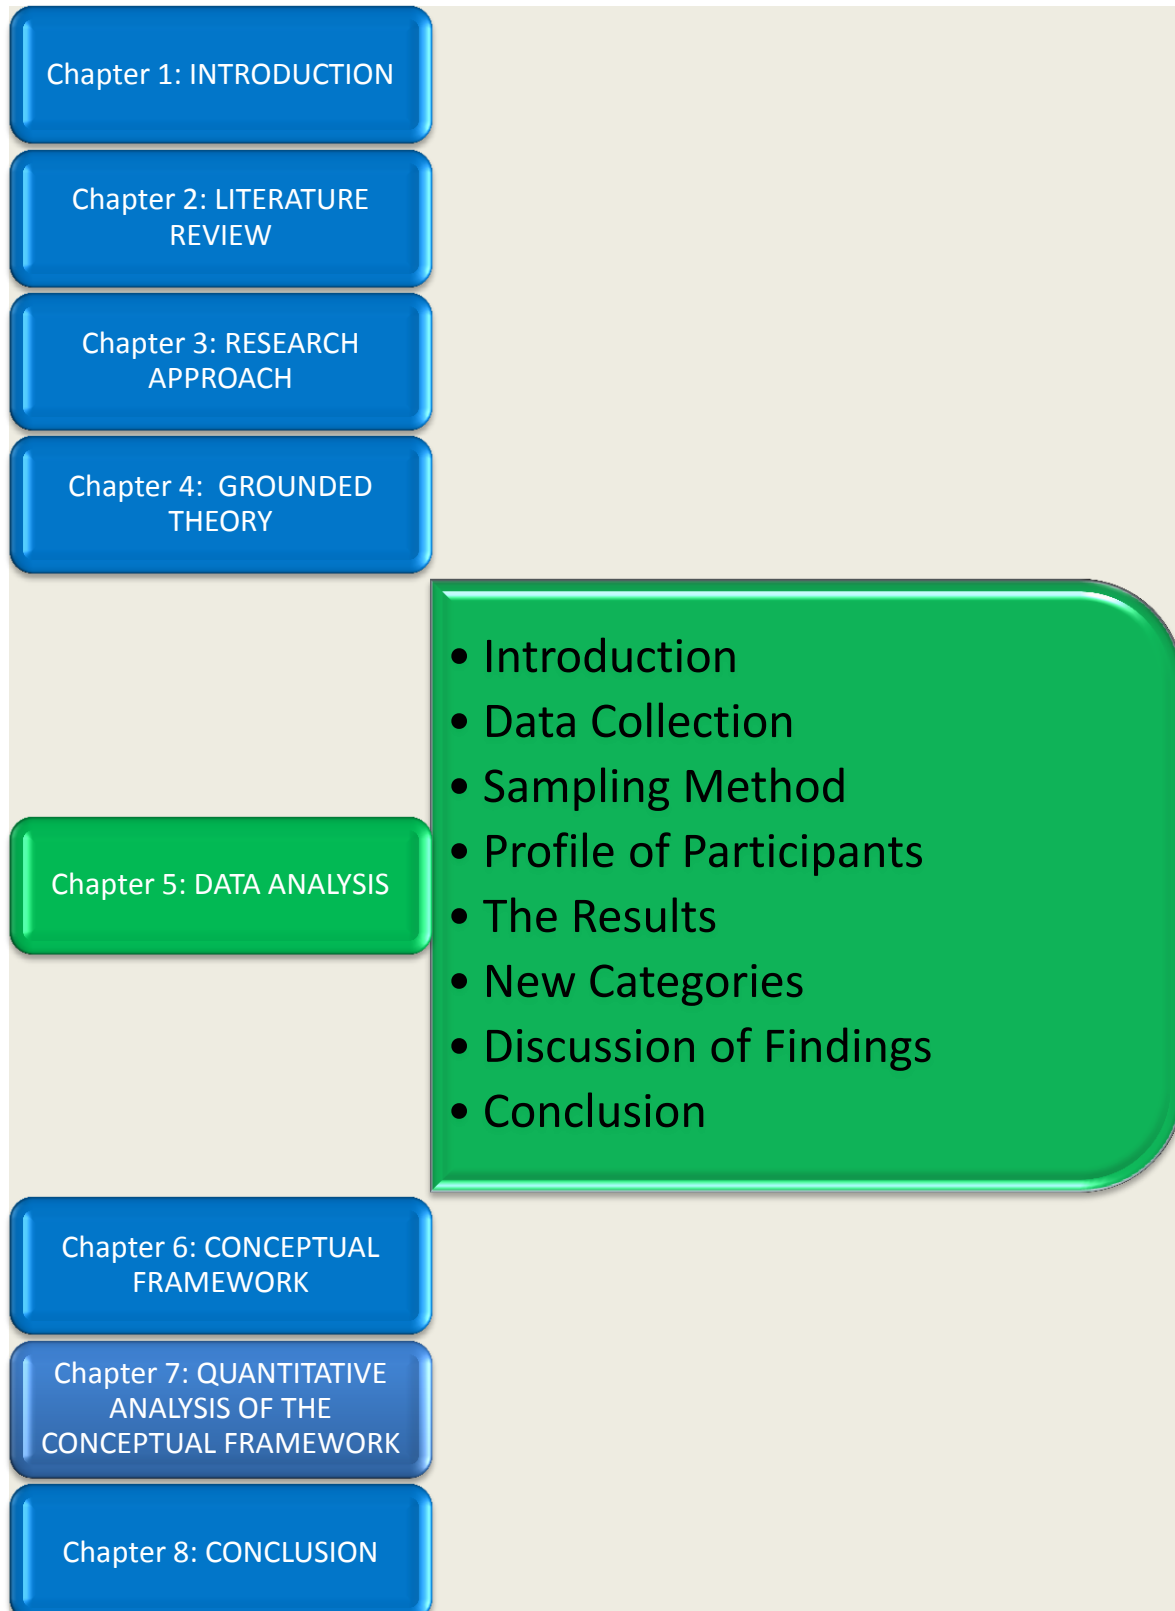 Chapter 1: INTRODUCTION
Chapter 2: LITERATURE
REVIEW
Chapter 3: RESEARCH
APPROACH
Chapter 4:  GROUNDED
THEORY
Chapter 5: DATA ANALYSIS
• Introduction
• Data Collection
• Sampling Method
• Profile of Participants
• The Results
• New Categories
• Discussion of Findings
• Conclusion
Chapter 6: CONCEPTUAL
FRAMEWORK
Chapter 7: QUANTITATIVE
ANALYSIS OF THE
CONCEPTUAL FRAMEWORK
Chapter 8: CONCLUSION